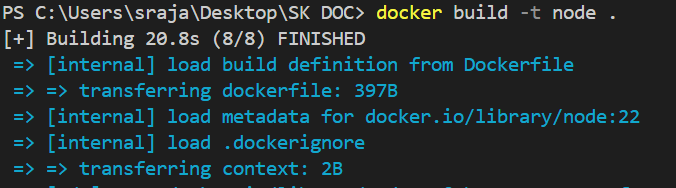 PS C:\Users\sraja\Desktop\SK DOC> docker build -t node .
[+] Building 20.8s (8/8) FINISHED
=> [internal] load build definition from Dockerfile
=> => transferring dockerfile: 397B
=> [internal] load metadata for docker.io/library/node:22
=> [internal] load .dockerignore
=> => transferring context: 2B